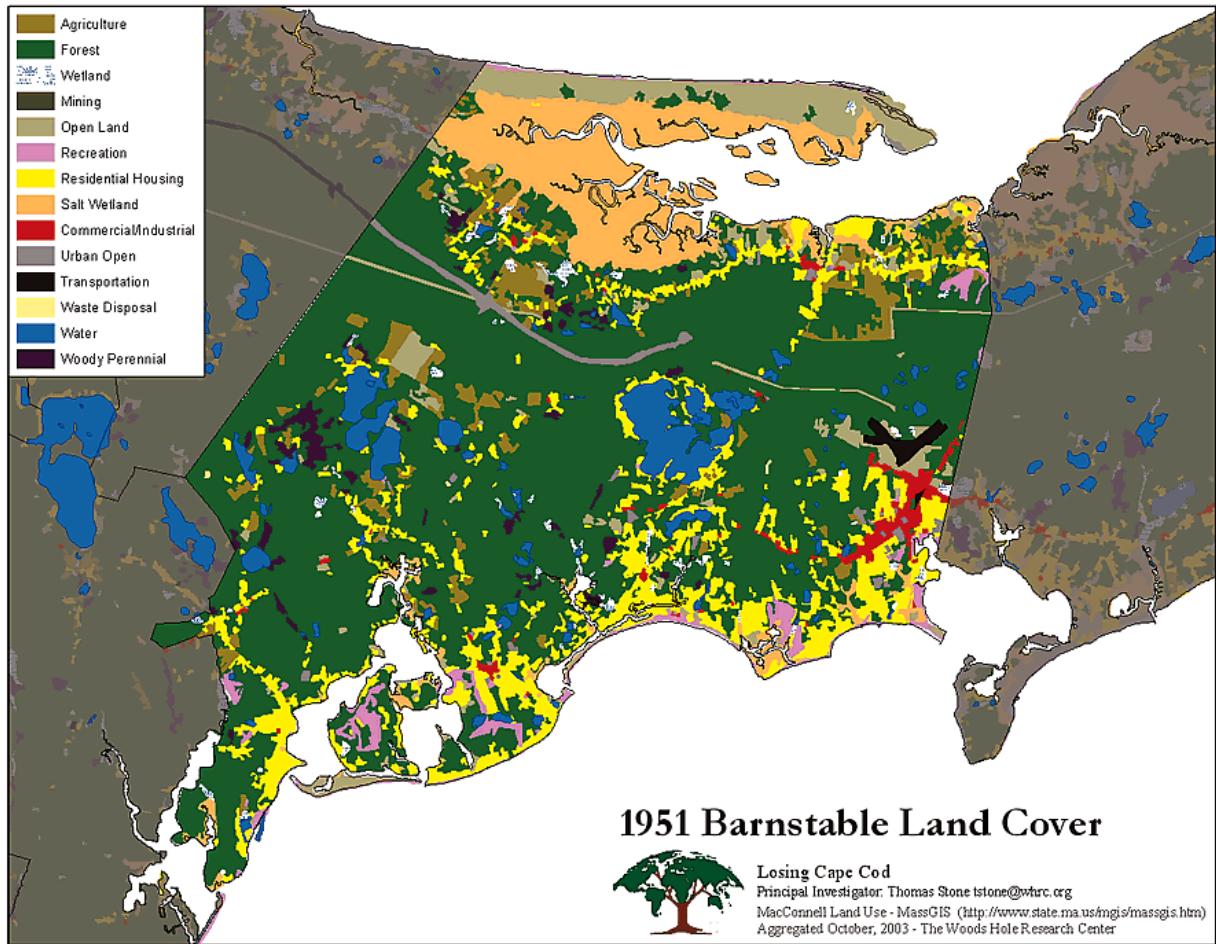 Agriculture
Forest
Wetland
Mining
Open Land
Recreation
Residential Housing
Salt Wetland
Commercial/Industrial
Urban Open
Transportation
Waste Disposal
Water
Woody Perennial
1951 Barnstable Land Cover
Losing Cape Cod
Principal Investigator: Thomas Stone tstone@whrc.org
MacConnell Land Use - MassGIS (http://www.state.ma.us/mgis/massgis.htm)
Aggregated October, 2003 - The Woods Hole Research Center